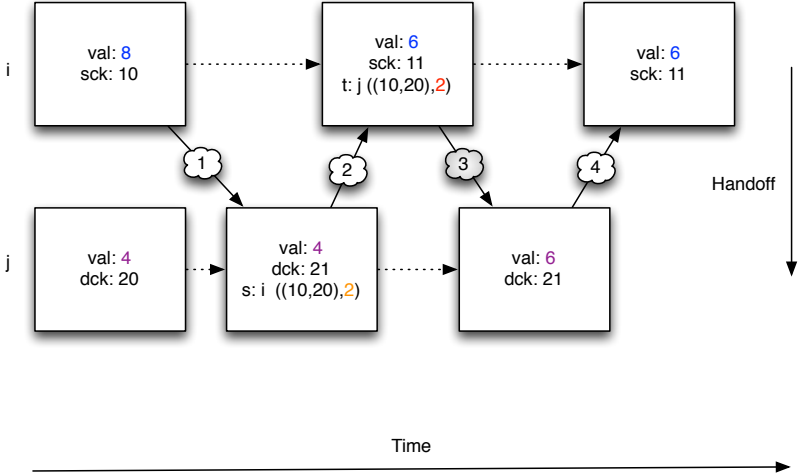 i
val: 8
sck: 10
val: 6
sck: 11
t: j ((10,20),2)
val: 6
sck: 11
1
2
3
4
Handoff
j
val: 4
dck: 20
val: 4
dck: 21
s: i ((10,20),2)
val: 6
dck: 21
Time